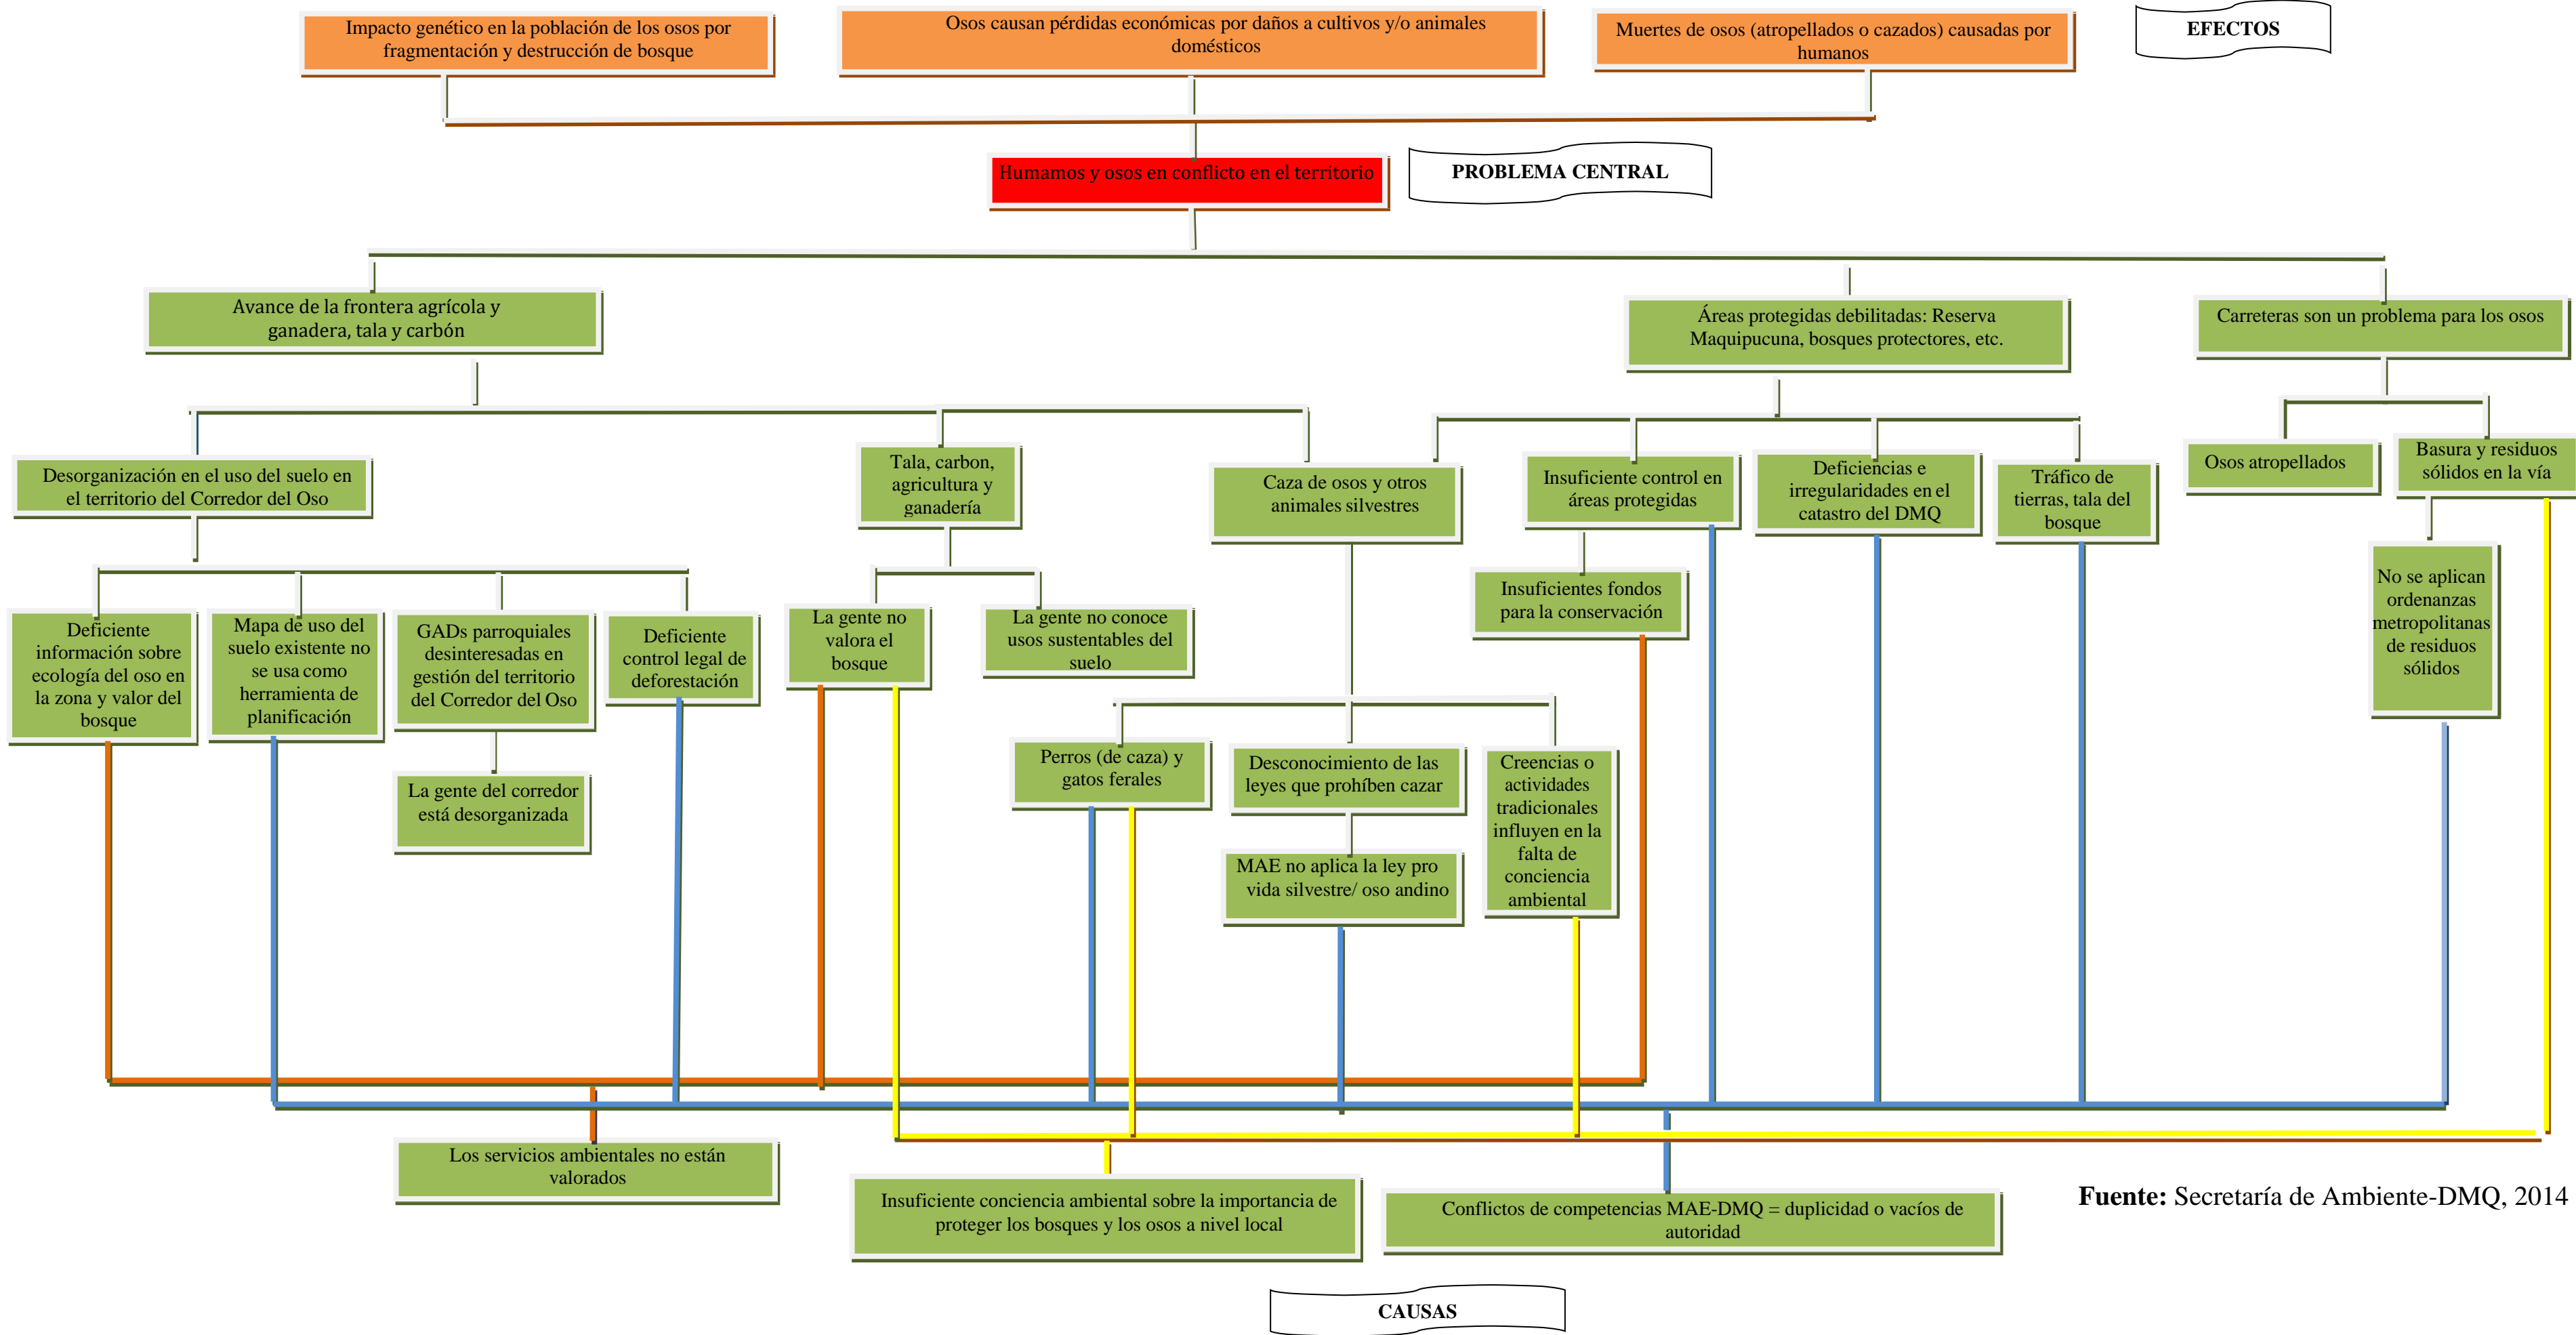 Impacto genético en la población de los osos por
fragmentación y destrucción de bosque
Osos causan pérdidas económicas por daños a cultivos y/o animales
domésticos
Muertes de osos (atropellados o cazados) causadas por
humanos
EFECTOS
Humamos y osos en conflicto en el territorio
PROBLEMA CENTRAL
Avance de la frontera agrícola y
ganadera, tala y carbón
Áreas protegidas debilitadas: Reserva
Maquipucuna, bosques protectores, etc.
Carreteras son un problema para los osos
Desorganización en el uso del suelo en
el territorio del Corredor del Oso
Tala, carbon,
agricultura y
ganadería
Caza de osos y otros
animales silvestres
Insuficiente control en
áreas protegidas
Deficiencias e
irregularidades en el
catastro del DMQ
Tráfico de
tierras, tala del
bosque
Osos atropellados
Basura y residuos
sólidos en la vía
Deficiente
información sobre
ecología del oso en
la zona y valor del
bosque
Mapa de uso del
suelo existente no
se usa como
herramienta de
planificación
GADs parroquiales
desinteresadas en
gestión del territorio
del Corredor del Oso
Deficiente
control legal de
deforestación
La gente no
valora el
bosque
La gente no conoce
usos sustentables del
suelo
Insuficientes fondos
para la conservación
No se aplican
ordenanzas
metropolitanas
de residuos
sólidos
La gente del corredor
está desorganizada
Perros (de caza) y
gatos ferales
Desconocimiento de las
leyes que prohíben cazar
Creencias o
actividades
tradicionales
influyen en la
falta de
conciencia
ambiental
MAE no aplica la ley pro
vida silvestre/ oso andino
Los servicios ambientales no están
valorados
Insuficiente conciencia ambiental sobre la importancia de
proteger los bosques y los osos a nivel local
Conflictos de competencias MAE-DMQ = duplicidad o vacíos de
autoridad
Fuente: Secretaría de Ambiente-DMQ, 2014
CAUSAS